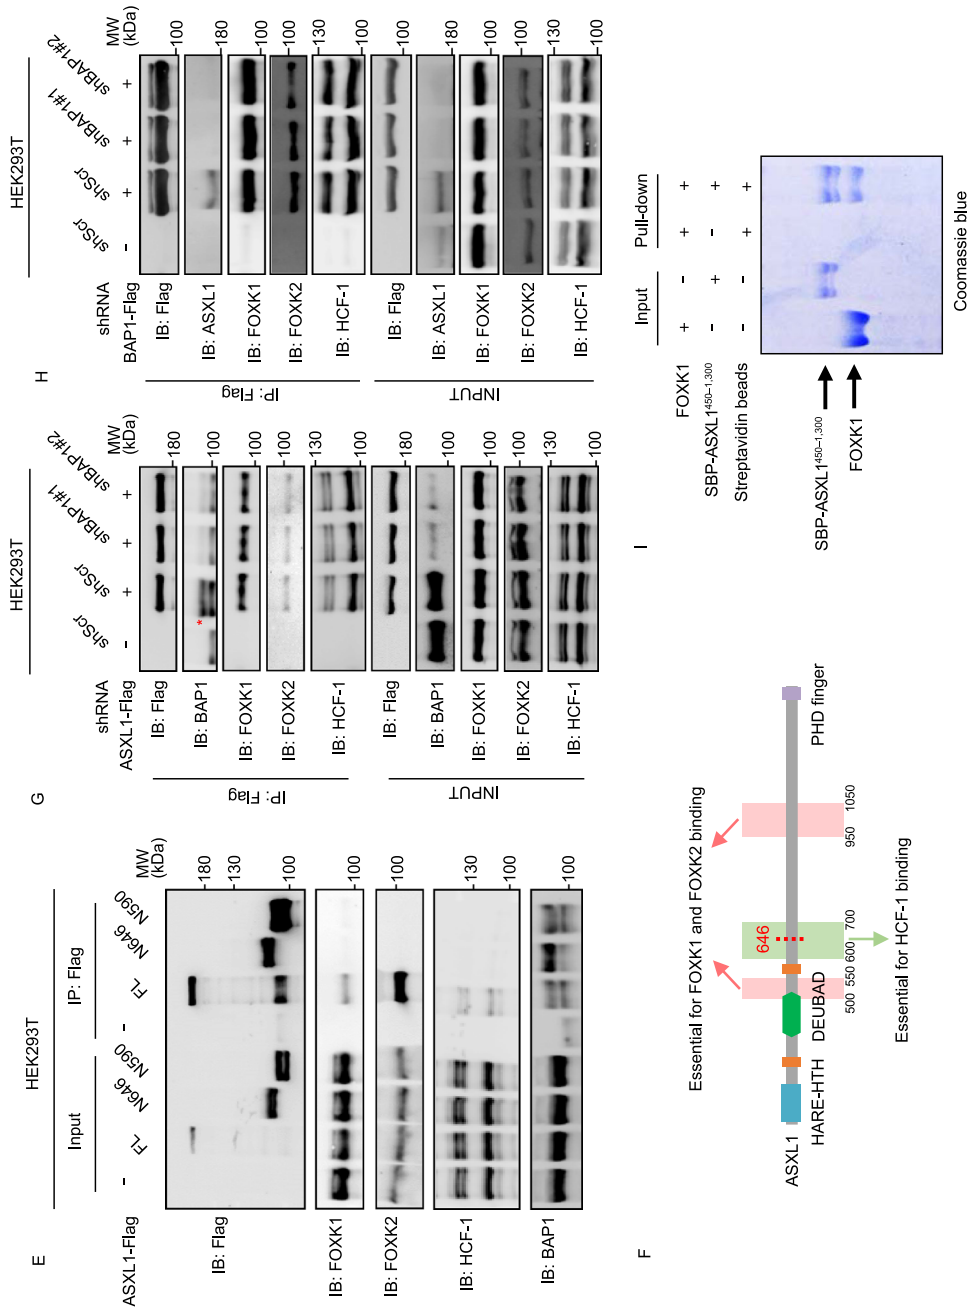 E
HEK293T
Input
IP: Flag
ASXL1-Flag
- FL N646 N590 - FL N646 N590
MW
(kDa)
IB: Flag
180
130
100
IB: FOXK1
100
IB: FOXK2
100
IB: HCF-1
130
100
IB: BAP1
100
F
Essential for FOXK1 and FOXK2 binding
646
ASXL1
HARE-HTH
DEUBAD
PHD finger
500 550 600 700 950 1050
Essential for HCF-1 binding
G
HEK293T
shRNA
shScr shScr shBAP1#1 shBAP1#2
MW
(kDa)
ASXL1-Flag
- + + +
IP: Flag
IB: Flag
180
IB: BAP1
*
100
IB: FOXK1
100
IB: FOXK2
100
IB: HCF-1
130
100
INPUT
IB: Flag
180
IB: BAP1
100
IB: FOXK1
100
IB: FOXK2
100
IB: HCF-1
130
100
H
HEK293T
shRNA
shScr shScr shBAP1#1 shBAP1#2
MW
(kDa)
BAP1-Flag
- + + +
IP: Flag
IB: Flag
100
IB: ASXL1
180
IB: FOXK1
100
IB: FOXK2
100
IB: HCF-1
130
100
INPUT
IB: Flag
100
IB: ASXL1
180
IB: FOXK1
100
IB: FOXK2
100
IB: HCF-1
130
100
I
Input
Pull-down
FOXK1 + - + +
SBP-ASXL1450–1,300 - + - +
Streptavidin beads - - + +
SBP-ASXL1450–1,300
FOXK1
Coomassie blue